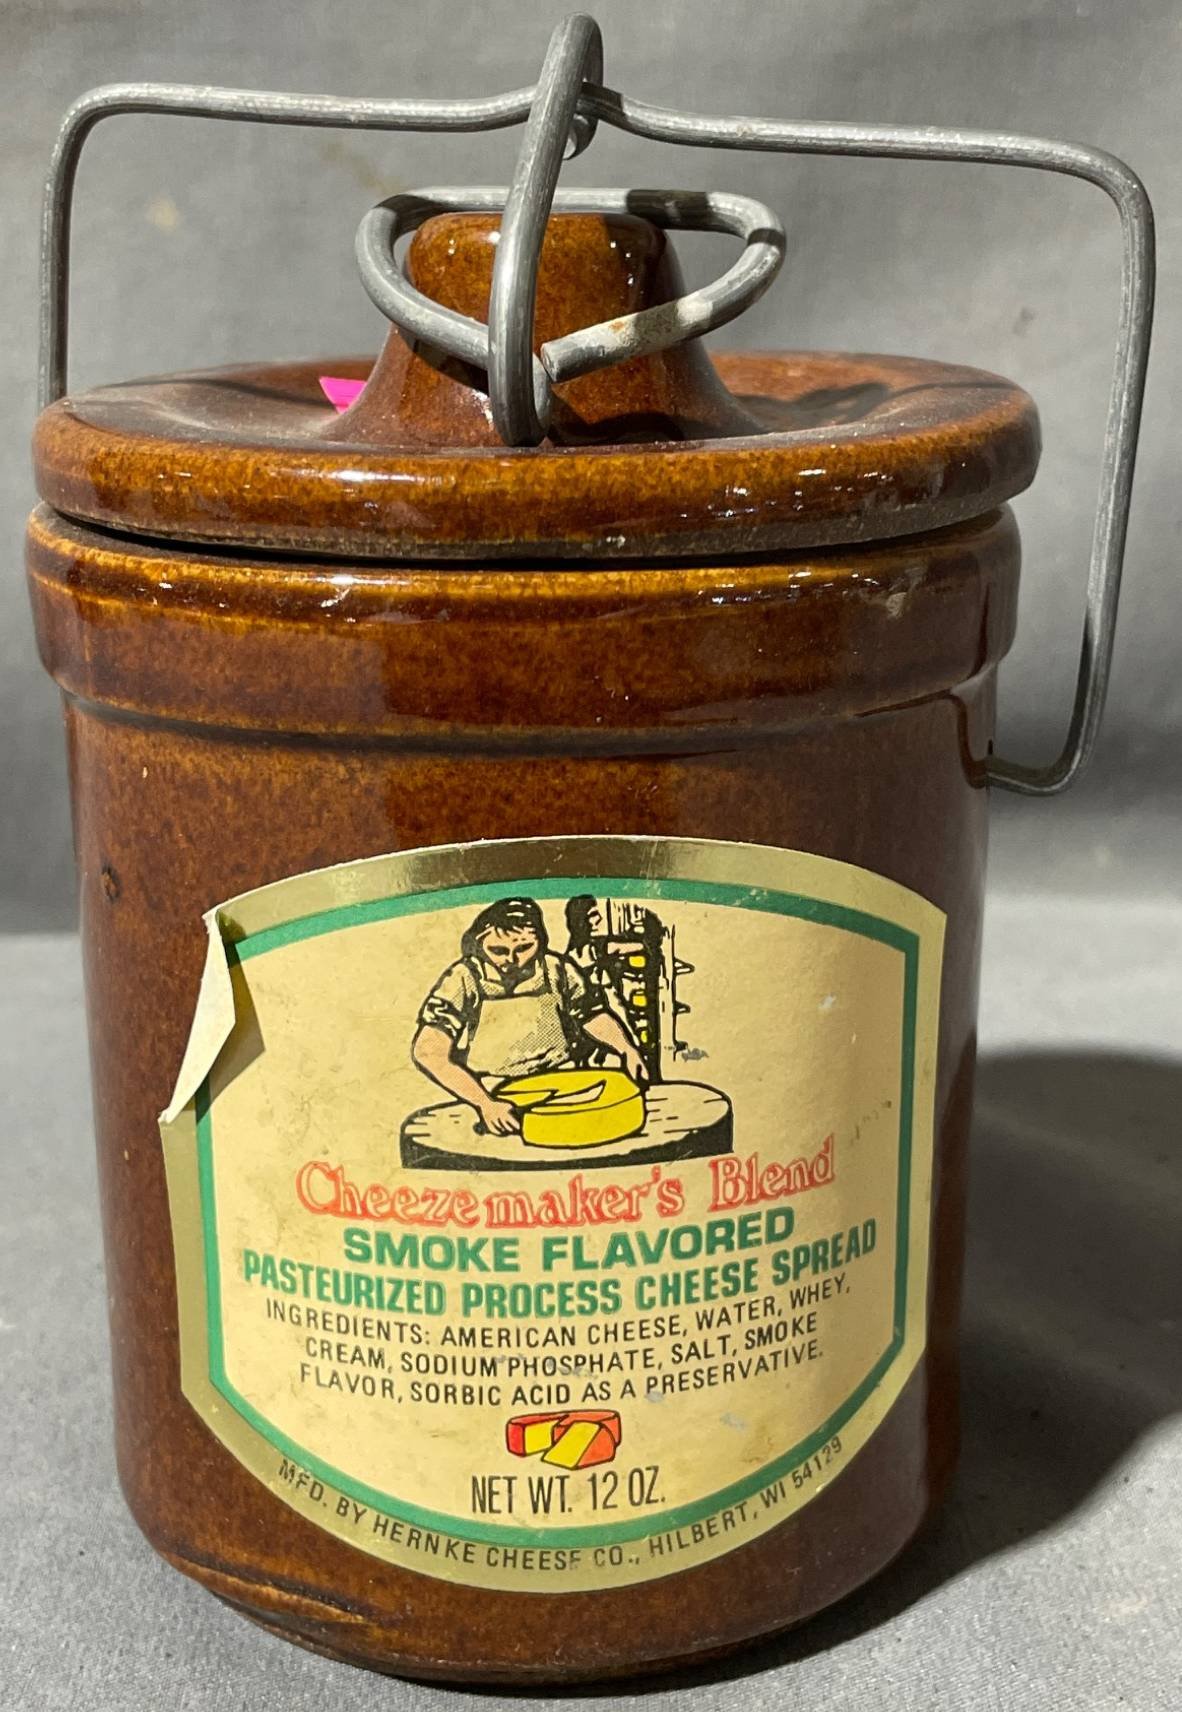 Cheezemaker's Blend
SMOKE FLAVORED
PASTEURIZED PROCESS CHEESE SPREAD
INGREDIENTS: AMERICAN CHEESE, WATER, WHEY,
CREAM, SODIUM PHOSPHATE, SALT, SMOKE
FLAVOR, SORBIC ACID AS A PRESERVATIVE.
NET WT. 12 OZ.
MFD. BY HERNKE CHEESE CO., HILBERT, WI 54129